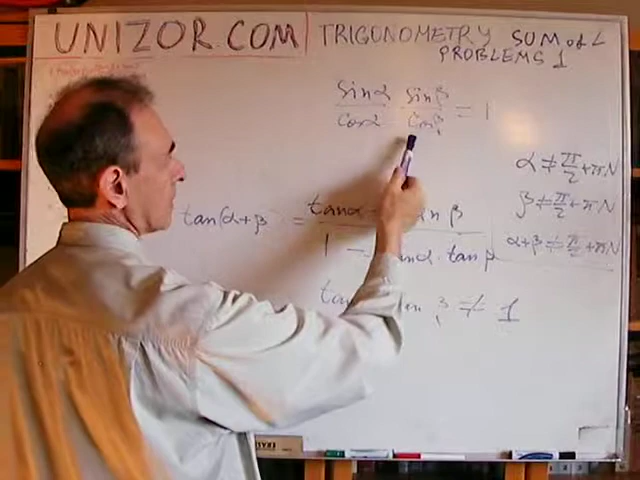 UNIZOR.COM TRIGONOMETRY SUM of ∠
PROBLEMS 1
sinα sinβ
cosα cosβ = 1
α ≠ π/2 + πN
β ≠ π/2 + πN
α+β ≠ π/2 + πN
tan(α+β) = tanα β
1 − α · tan β
≠ 1